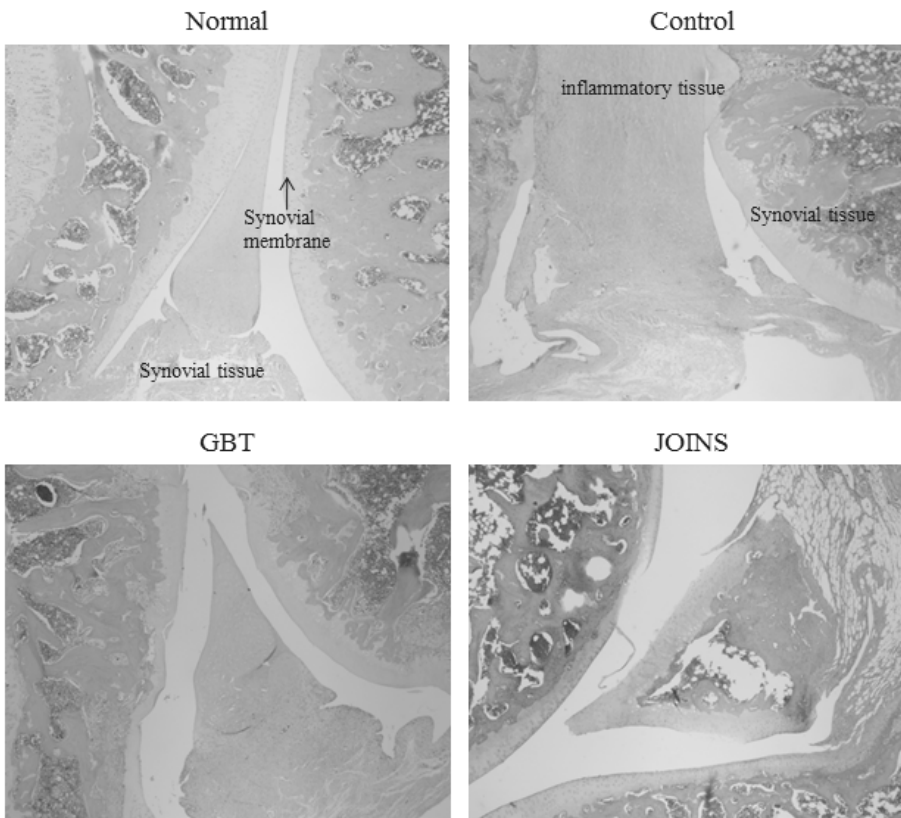 Normal
Control
inflammatory tissue
Synovial
membrane
Synovial tissue
Synovial tissue
GBT
JOINS